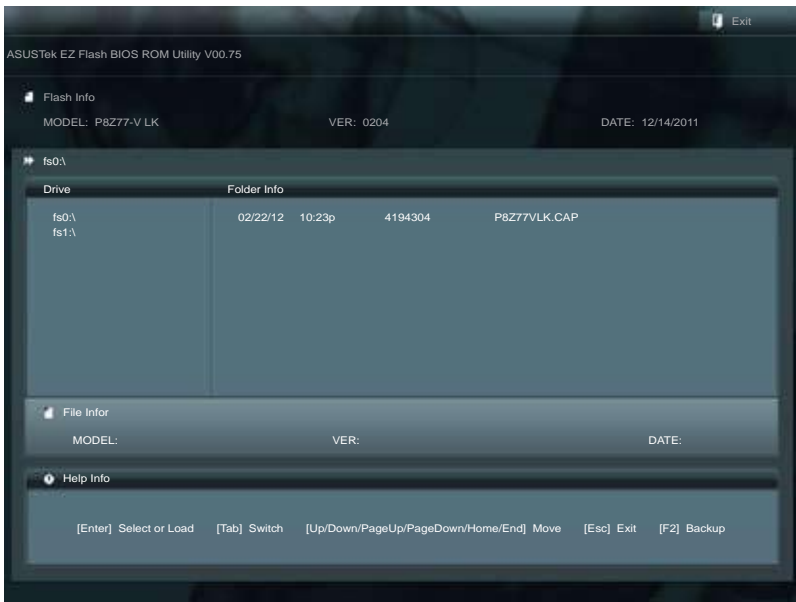 Exit
ASUSTek EZ Flash BIOS ROM Utility V00.75
Flash Info
MODEL: P8Z77-V LK VER: 0204 DATE: 12/14/2011
fs0:\
Drive Folder Info
fs0:\ 02/22/12 10:23p 4194304 P8Z77VLK.CAP
fs1:\
File Infor
MODEL: VER: DATE:
Help Info
[Enter] Select or Load [Tab] Switch [Up/Down/PageUp/PageDown/Home/End] Move [Esc] Exit [F2] Backup